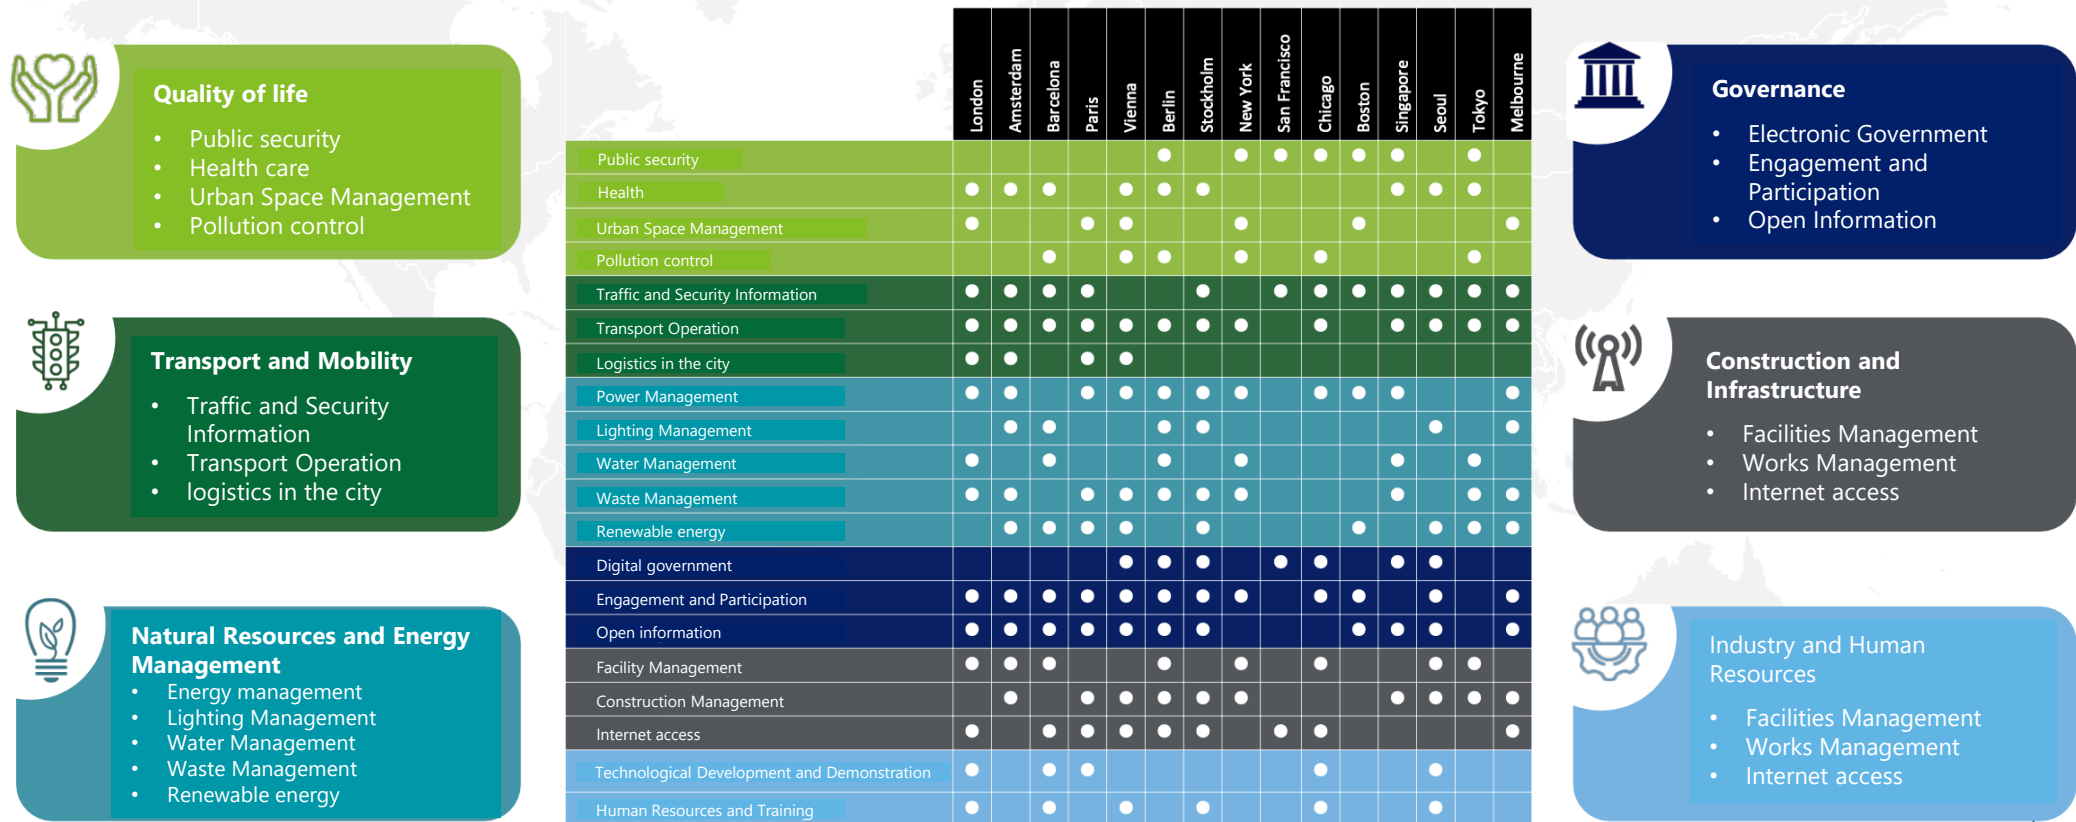 Quality of life
• Public security
• Health care
• Urban Space Management
• Pollution control
Transport and Mobility
• Traffic and Security
Information
• Transport Operation
• logistics in the city
Natural Resources and Energy
Management
• Energy management
• Lighting Management
• Water Management
• Waste Management
• Renewable energy
London
Amsterdam
Barcelona
Paris
Vienna
Berlin
Stockholm
New York
San Francisco
Chicago
Boston
Singapore
Seoul
Tokyo
Melbourne
Public security
Health
Urban Space Management
Pollution control
Traffic and Security Information
Transport Operation
Logistics in the city
Power Management
Lighting Management
Water Management
Waste Management
Renewable energy
Digital government
Engagement and Participation
Open information
Facility Management
Construction Management
Internet access
Technological Development and Demonstration
Human Resources and Training
Governance
• Electronic Government
• Engagement and
Participation
• Open Information
Construction and
Infrastructure
• Facilities Management
• Works Management
• Internet access
Industry and Human
Resources
• Facilities Management
• Works Management
• Internet access